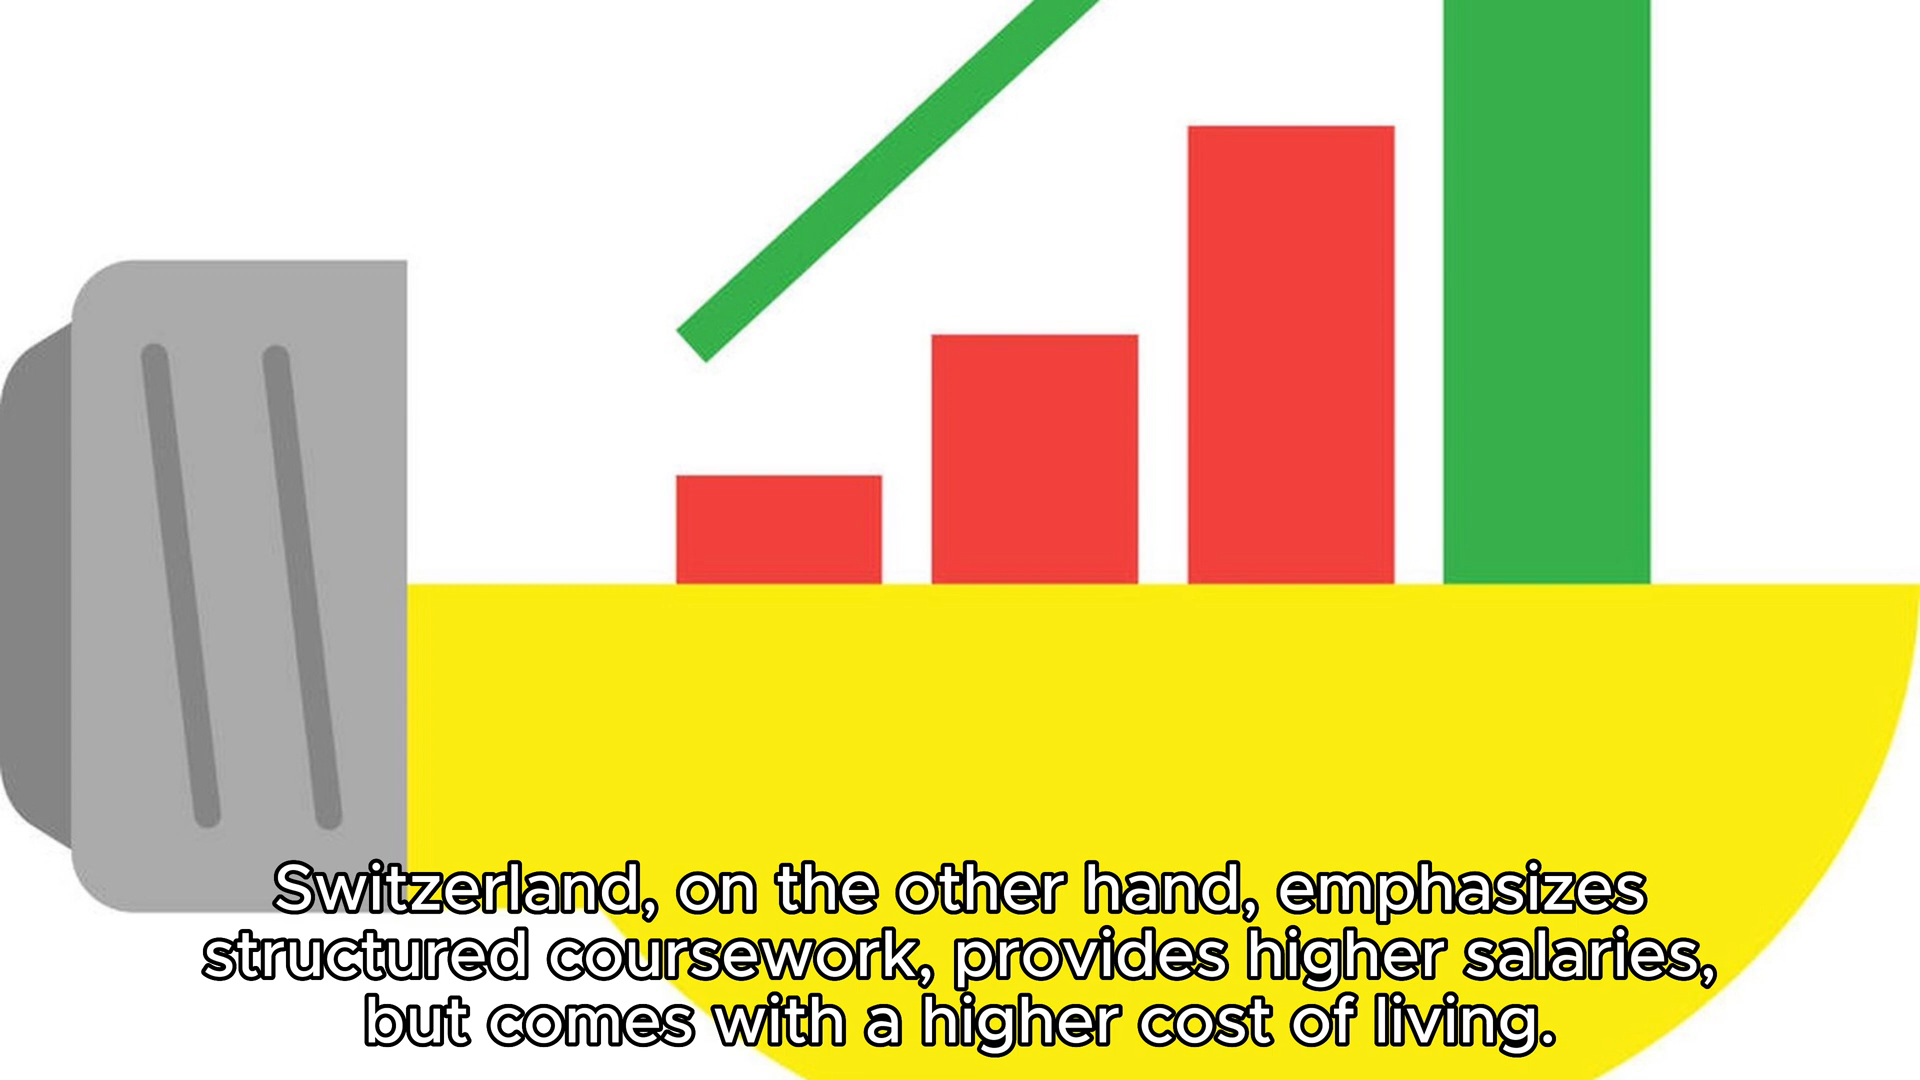 Switzerland, on the other hand, emphasizes
structured coursework, provides higher salaries,
but comes with a higher cost of living.